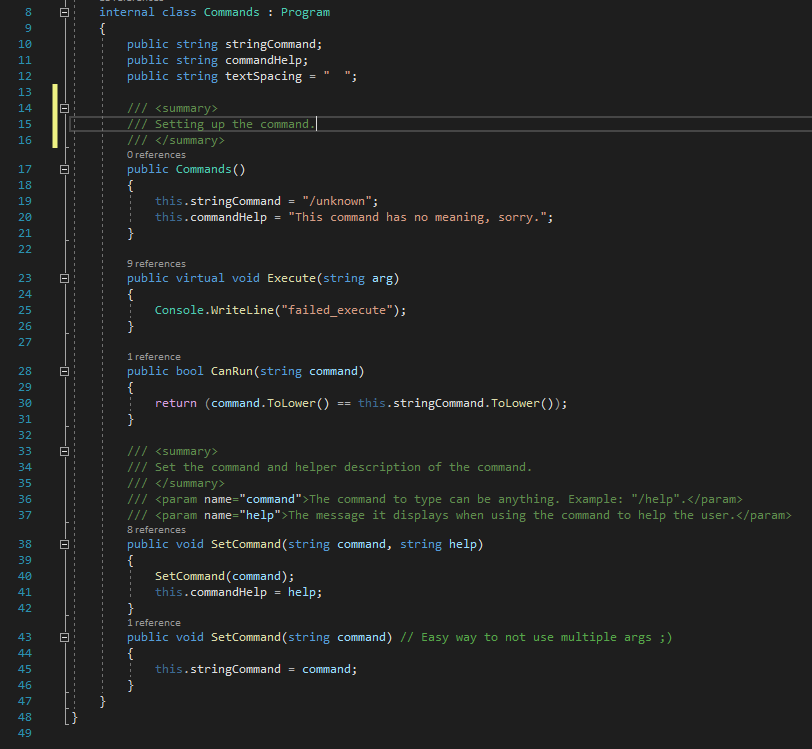 8 internal class Commands : Program
9 {
10 public string stringCommand;
11 public string commandHelp;
12 public string textSpacing = "  ";
13
14 /// <summary>
15 /// Setting up the command.
16 /// </summary>
0 references
17 public Commands()
18 {
19 this.stringCommand = "/unknown";
20 this.commandHelp = "This command has no meaning, sorry.";
21 }
22
9 references
23 public virtual void Execute(string arg)
24 {
25 Console.WriteLine("failed_execute");
26 }
27
1 reference
28 public bool CanRun(string command)
29 {
30 return (command.ToLower() == this.stringCommand.ToLower());
31 }
32
33 /// <summary>
34 /// Set the command and helper description of the command.
35 /// </summary>
36 /// <param name="command">The command to type can be anything. Example: "/help".</param>
37 /// <param name="help">The message it displays when using the command to help the user.</param>
8 references
38 public void SetCommand(string command, string help)
39 {
40 SetCommand(command);
41 this.commandHelp = help;
42 }
1 reference
43 public void SetCommand(string command) // Easy way to not use multiple args ;)
44 {
45 this.stringCommand = command;
46 }
47 }
48 }
49